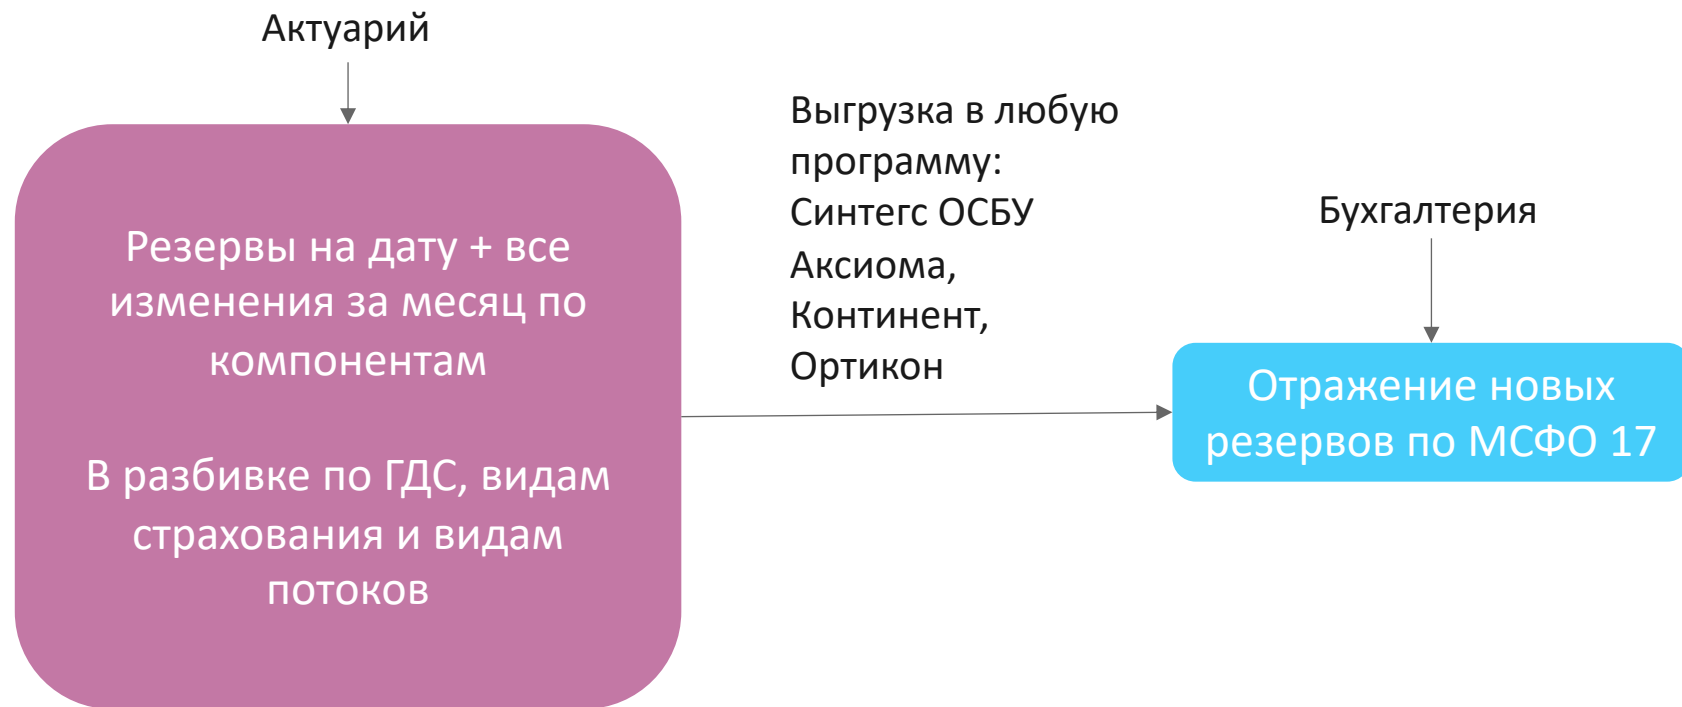 Актуарий
Резервы на дату + все
изменения за месяц по
компонентам
В разбивке по ГДС, видам
страхования и видам
потоков
Выгрузка в любую
программу:
Синтегс ОСБУ
Аксиома,
Континент,
Ортикон
Бухгалтерия
Отражение новых
резервов по МСФО 17